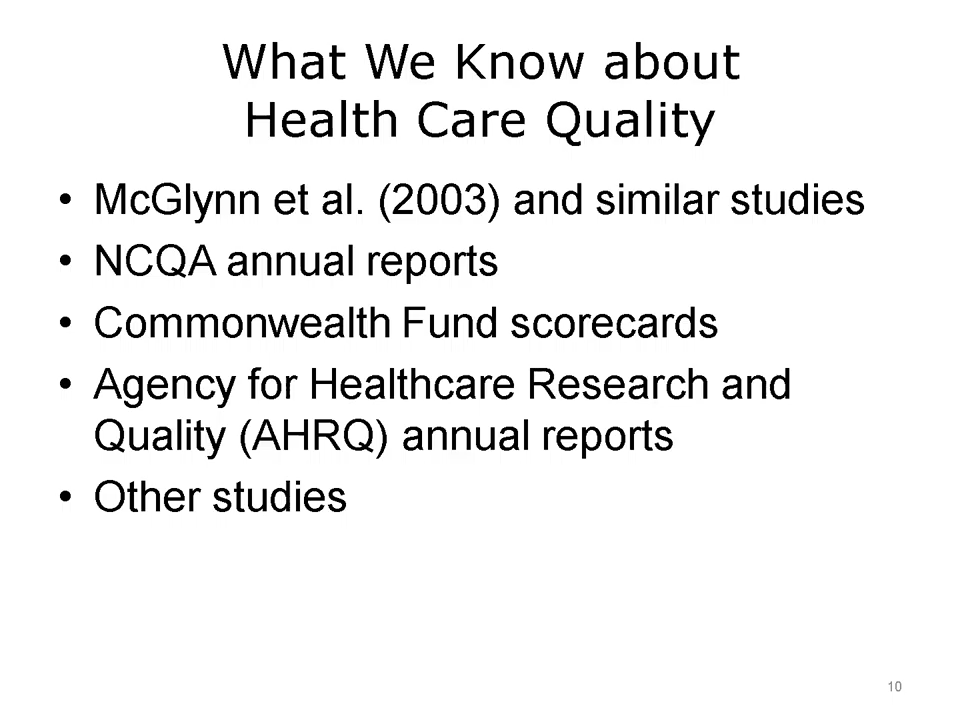 What We Know about
Health Care Quality
• McGlynn et al. (2003) and similar studies
• NCQA annual reports
• Commonwealth Fund scorecards
• Agency for Healthcare Research and
Quality (AHRQ) annual reports
• Other studies
10